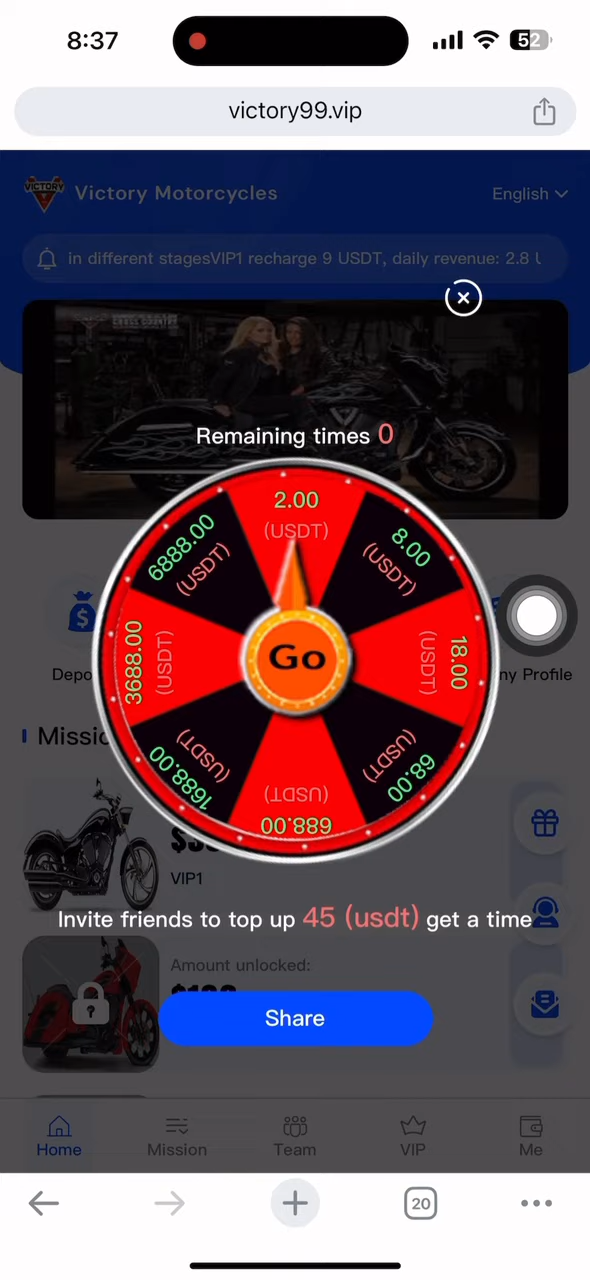 8:37
52
victory99.vip
VICTORY
Victory Motorcycles
English
in different stagesVIP1 recharge 9 USDT, daily revenue: 2.8 U
CROSS COUNTRY
Remaining times 0
2.00
(USDT)
8.00
(USDT)
18.00
(USDT)
68.00
(USDT)
688.00
(USDT)
1688.00
(USDT)
3688.00
(USDT)
6888.00
(USDT)
Go
Depo
ny Profile
Missio
VIP1
Invite friends to top up 45 (usdt) get a time
Amount unlocked:
Share
Home
Mission
Team
VIP
Me
20